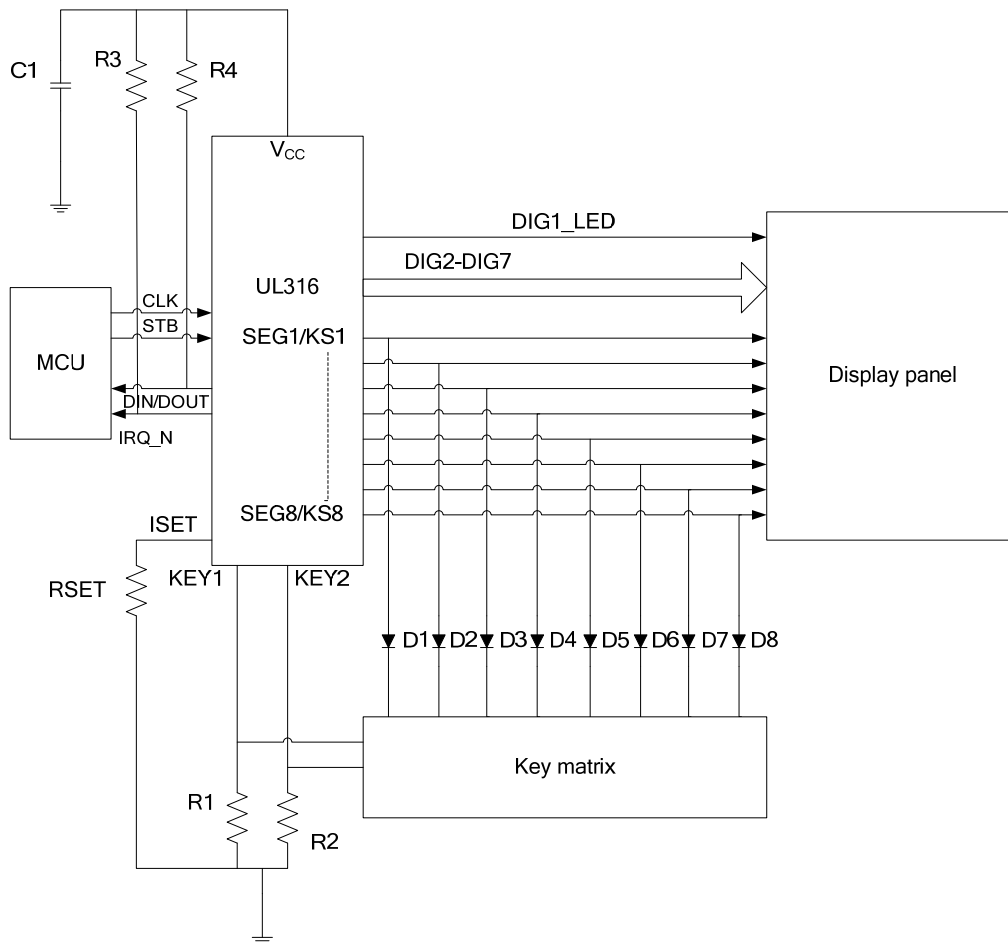 C1
R3
R4
VCC
DIG1_LED
DIG2-DIG7
UL316
CLK
STB
SEG1/KS1
MCU
Display panel
DIN/DOUT
IRQ_N
SEG8/KS8
ISET
KEY1
KEY2
RSET
D1
D2
D3
D4
D5
D6
D7
D8
Key matrix
R1
R2